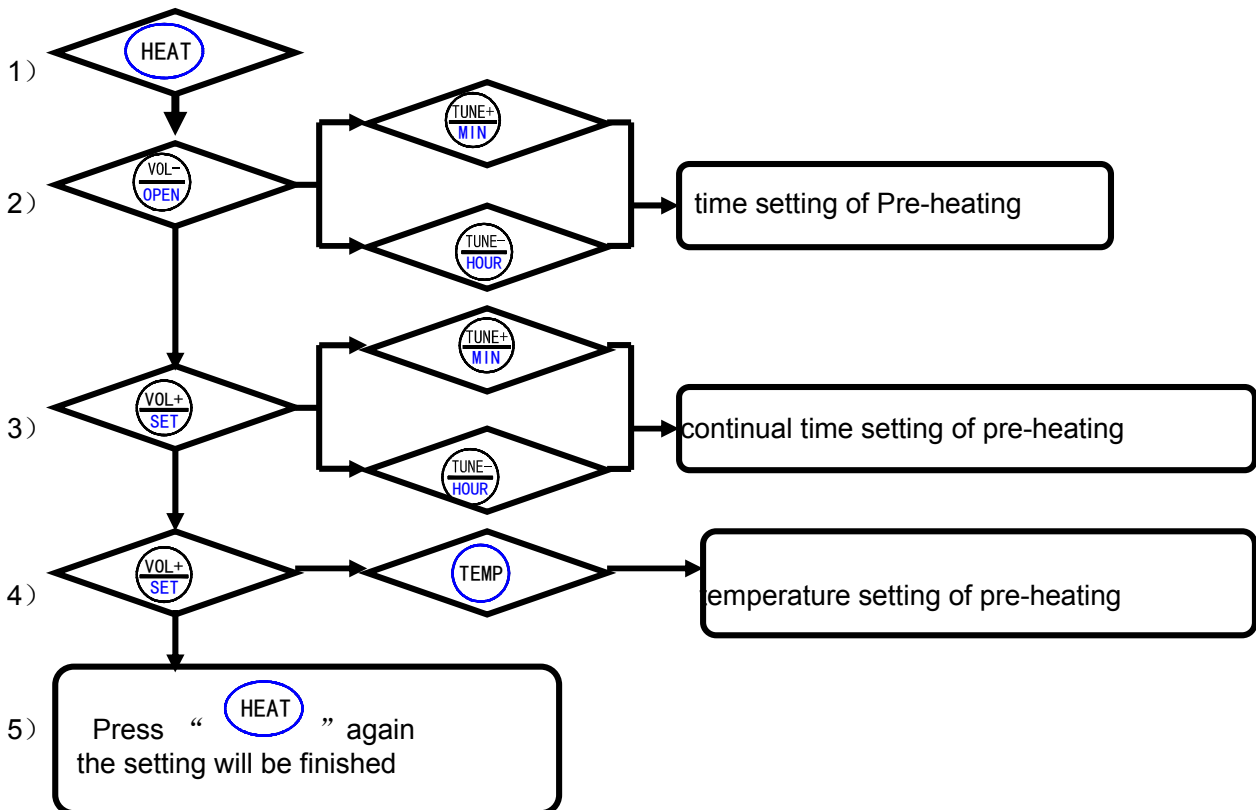 1）
HEAT
2）
VOL-
OPEN
TUNE+
MIN
TUNE-
HOUR
time setting of Pre-heating
3）
VOL+
SET
TUNE+
MIN
TUNE-
HOUR
continual time setting of pre-heating
4）
VOL+
SET
TEMP
temperature setting of pre-heating
5）
Press “ HEAT ” again
the setting will be finished